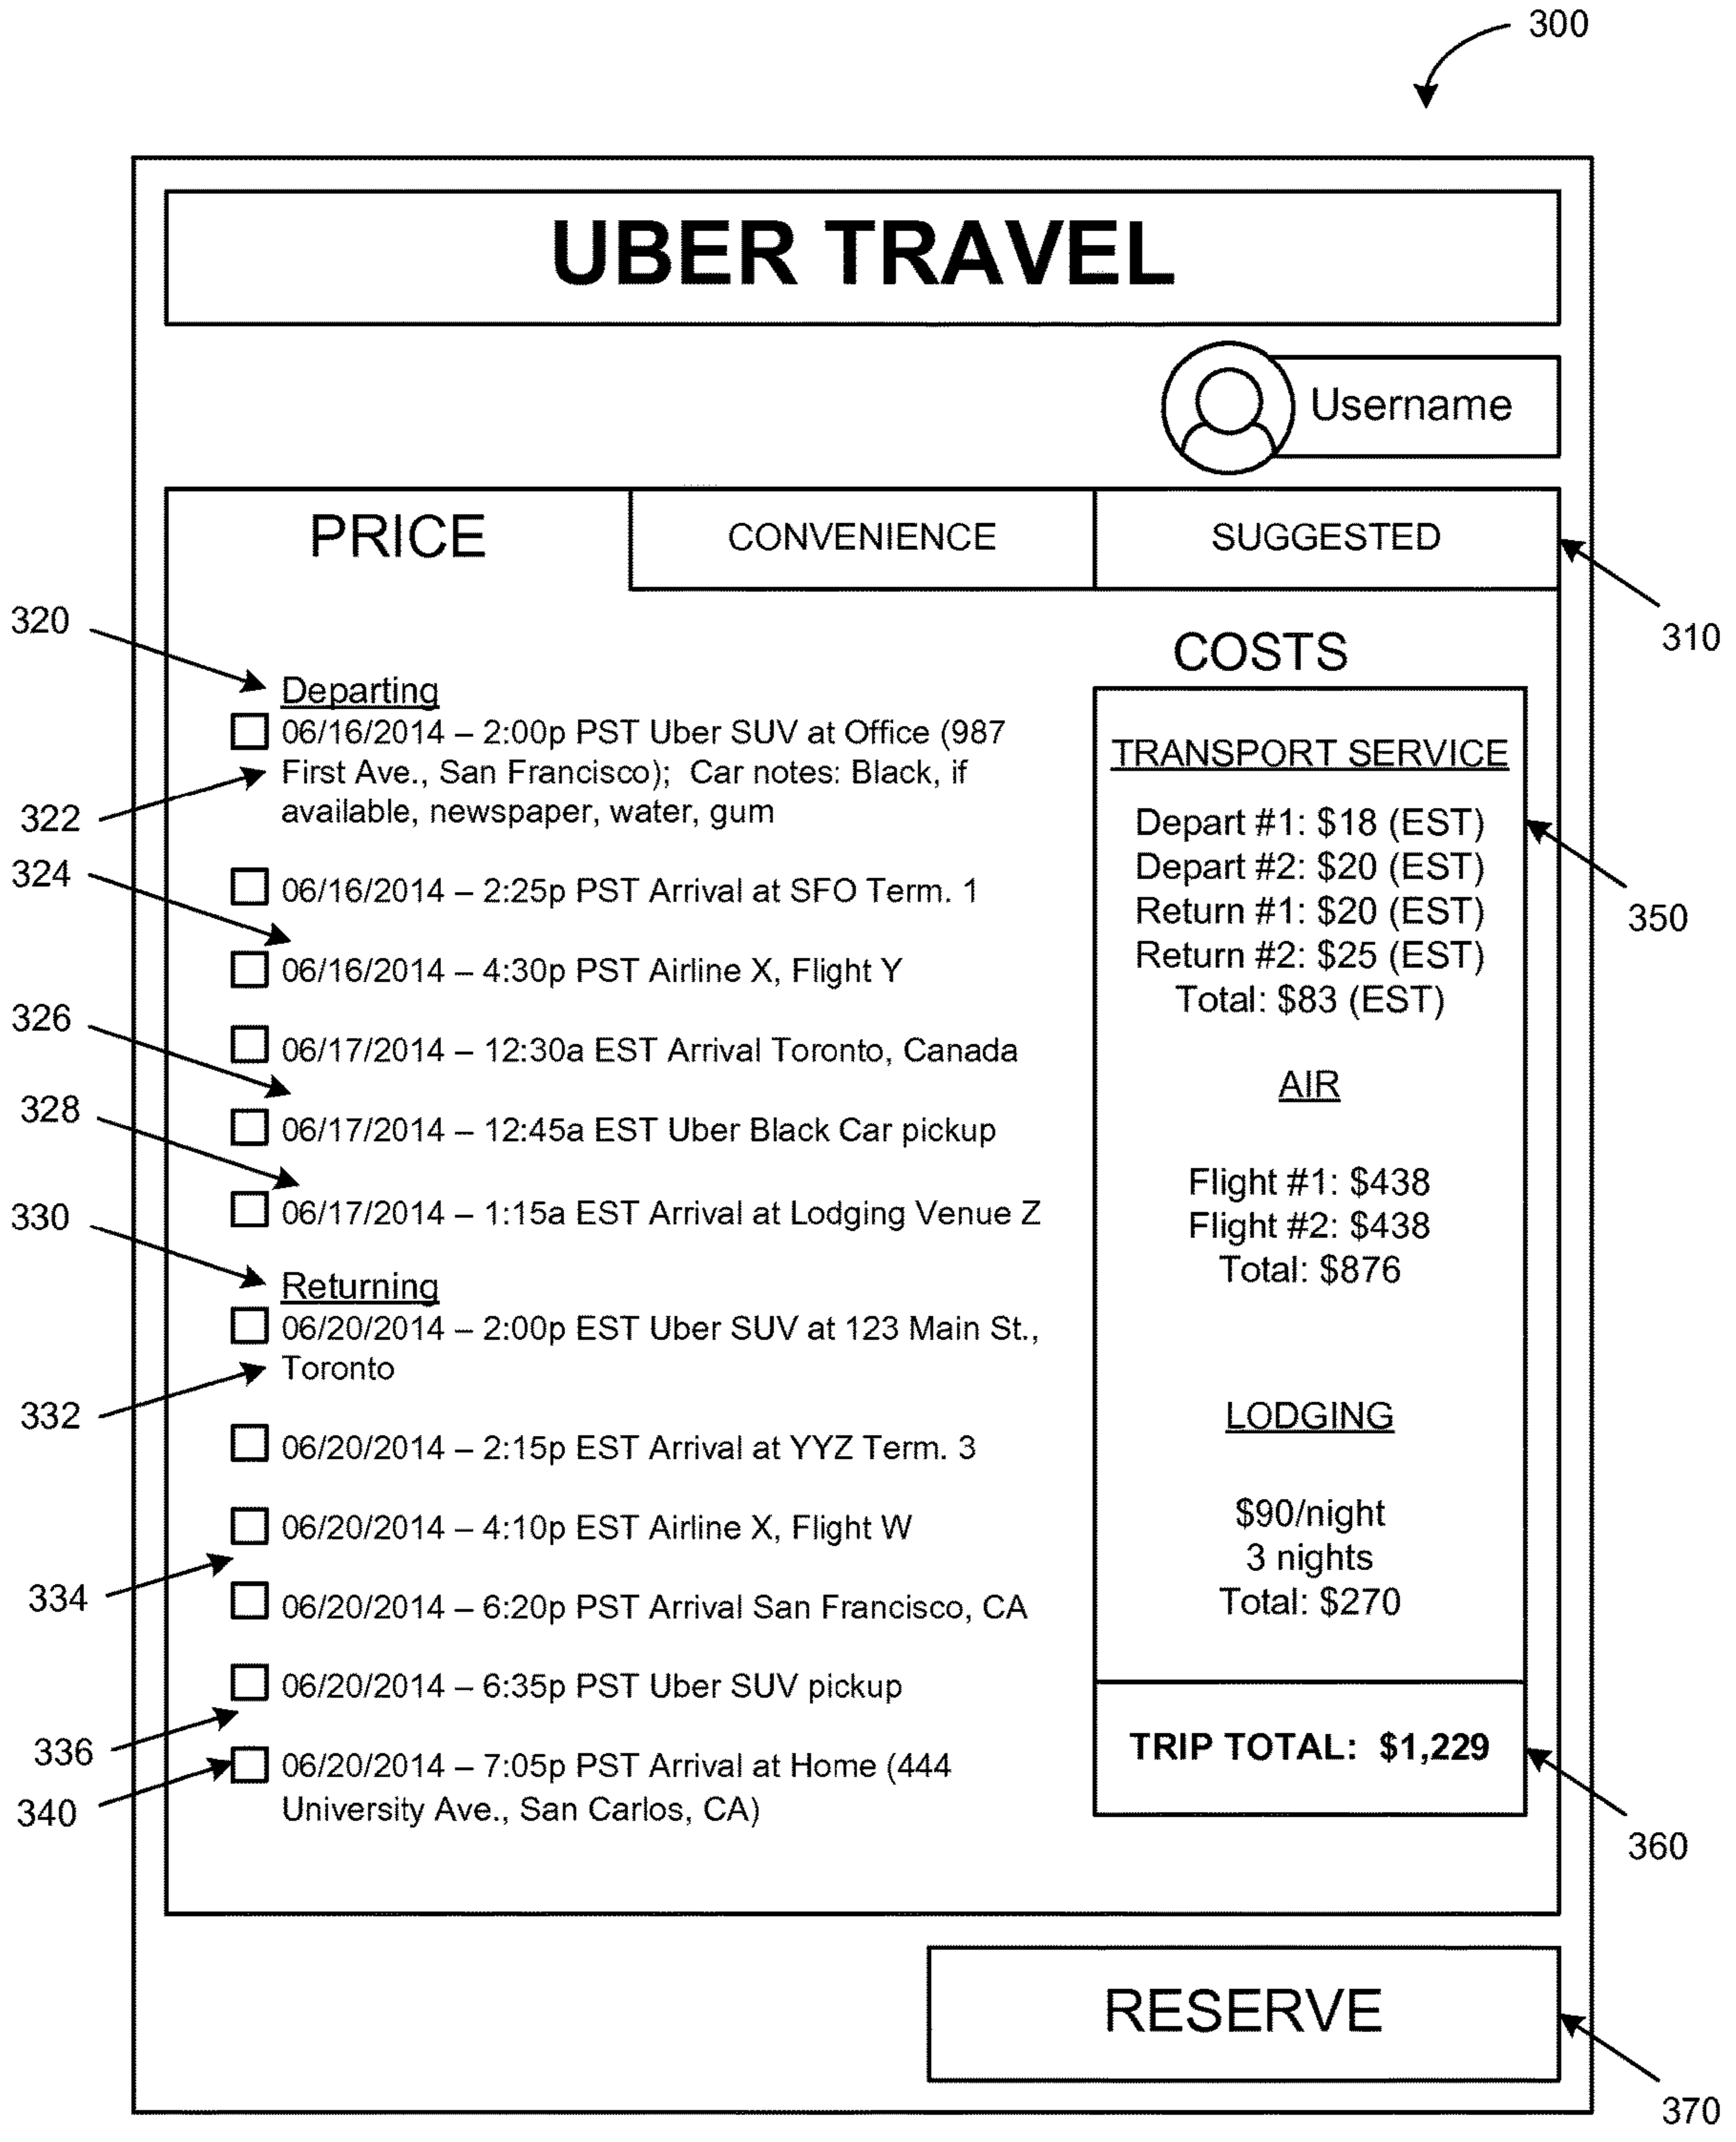 300
UBER TRAVEL
Username
PRICE
CONVENIENCE
SUGGESTED
310
320
Departing
06/16/2014 – 2:00p PST Uber SUV at Office (987
First Ave., San Francisco);  Car notes: Black, if
available, newspaper, water, gum
322
324
06/16/2014 – 2:25p PST Arrival at SFO Term. 1
06/16/2014 – 4:30p PST Airline X, Flight Y
326
06/17/2014 – 12:30a EST Arrival Toronto, Canada
328
06/17/2014 – 12:45a EST Uber Black Car pickup
06/17/2014 – 1:15a EST Arrival at Lodging Venue Z
330
Returning
06/20/2014 – 2:00p EST Uber SUV at 123 Main St.,
Toronto
332
06/20/2014 – 2:15p EST Arrival at YYZ Term. 3
06/20/2014 – 4:10p EST Airline X, Flight W
334
06/20/2014 – 6:20p PST Arrival San Francisco, CA
06/20/2014 – 6:35p PST Uber SUV pickup
336
340
06/20/2014 – 7:05p PST Arrival at Home (444
University Ave., San Carlos, CA)
COSTS
TRANSPORT SERVICE
Depart #1: $18 (EST)
Depart #2: $20 (EST)
Return #1: $20 (EST)
Return #2: $25 (EST)
Total: $83 (EST)
350
AIR
Flight #1: $438
Flight #2: $438
Total: $876
LODGING
$90/night
3 nights
Total: $270
TRIP TOTAL:  $1,229
360
RESERVE
370